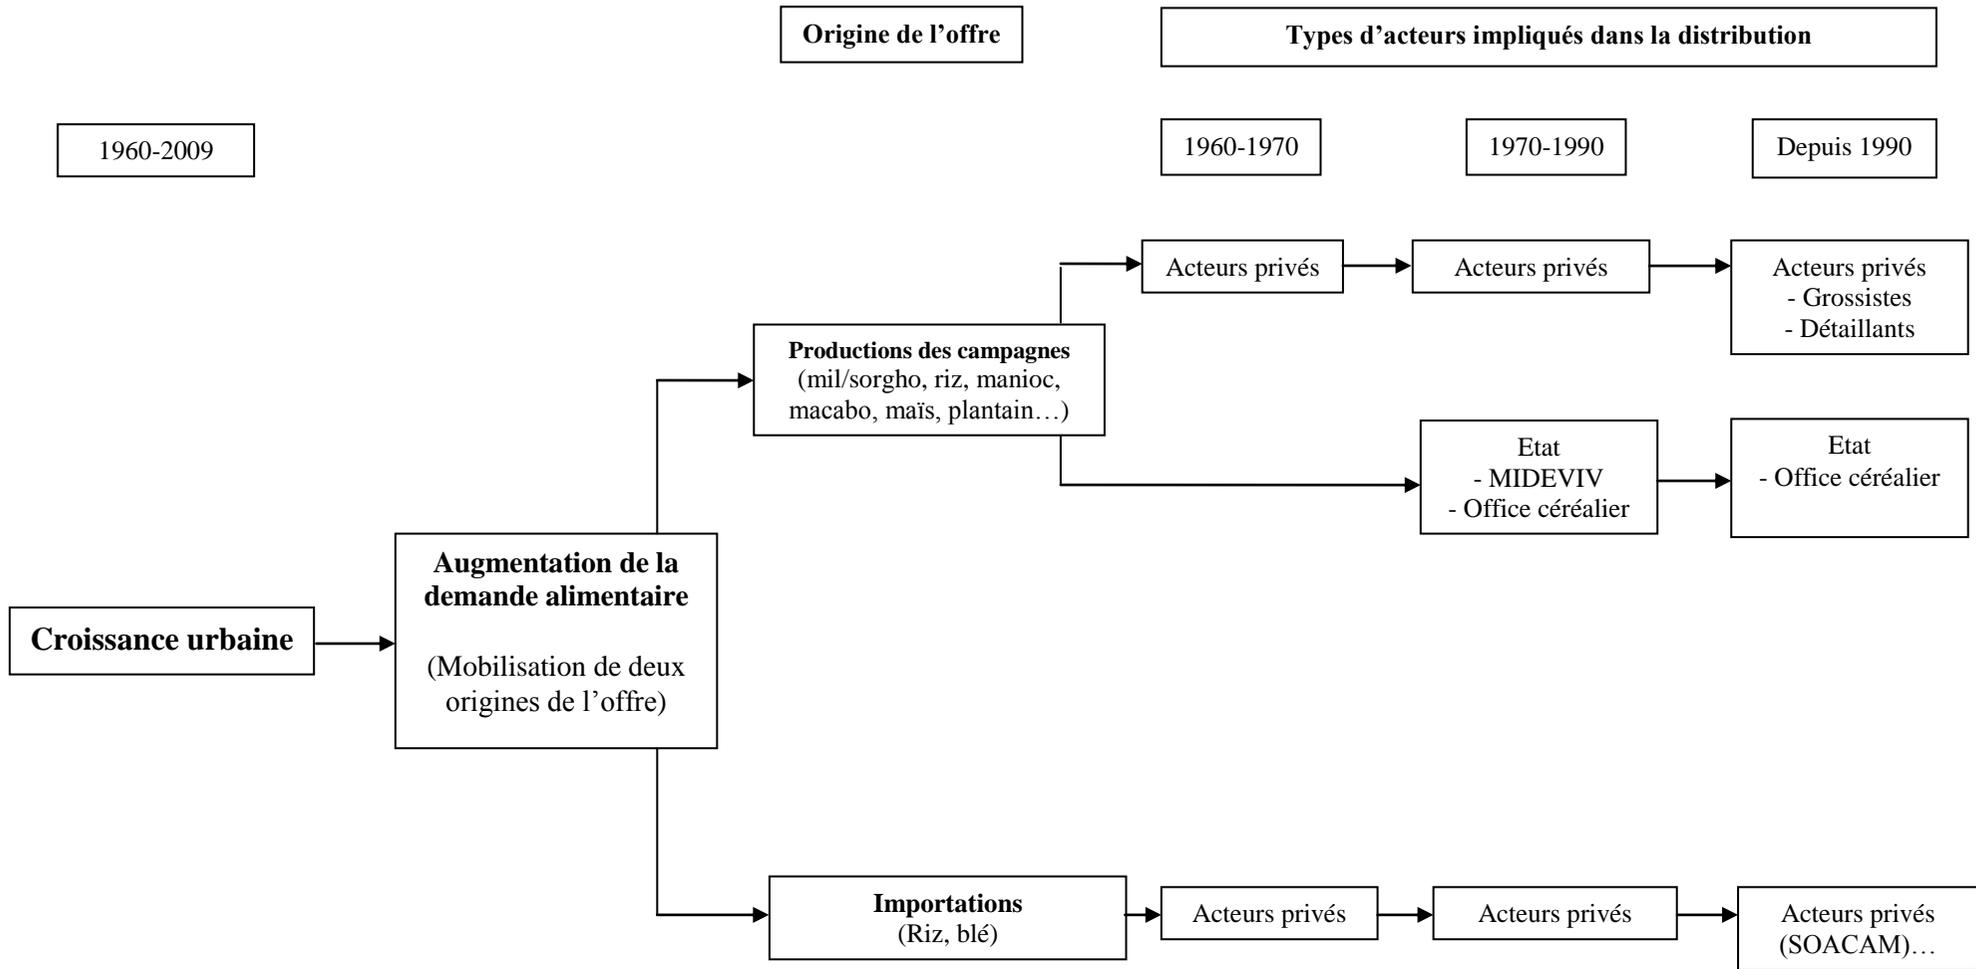 Origine de l’offre
Types d’acteurs impliqués dans la distribution
1960-2009
1960-1970
1970-1990
Depuis 1990
Acteurs privés
Acteurs privés
Acteurs privés
- Grossistes
- Détaillants
Productions des campagnes
(mil/sorgho, riz, manioc,
macabo, maïs, plantain…)
Etat
- MIDEVIV
- Office céréalier
Etat
- Office céréalier
Augmentation de la
demande alimentaire
(Mobilisation de deux
origines de l’offre)
Croissance urbaine
Importations
(Riz, blé)
Acteurs privés
Acteurs privés
Acteurs privés
(SOACAM)…